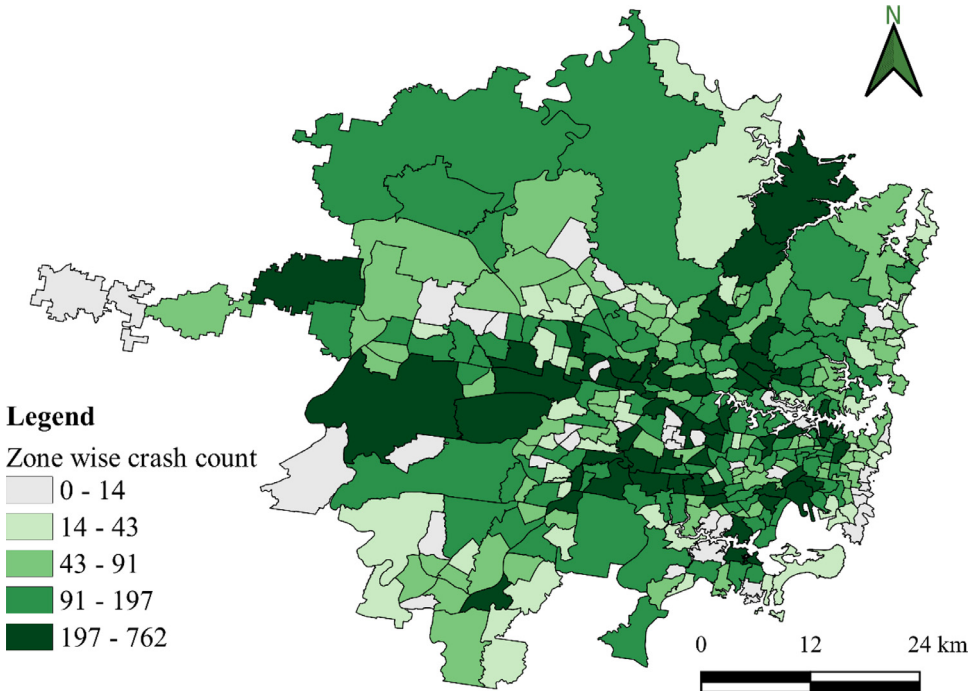 N
Legend
Zone wise crash count
0 - 14
14 - 43
43 - 91
91 - 197
197 - 762
0 12 24 km